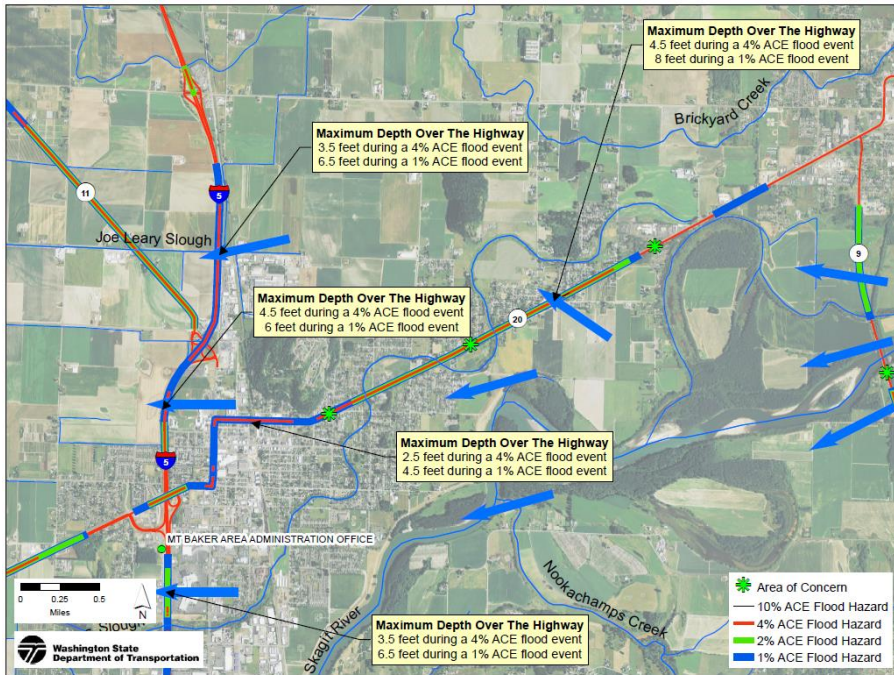 Maximum Depth Over The Highway
4.5 feet during a 4% ACE flood event
8 feet during a 1% ACE flood event
Brickyard Creek
Maximum Depth Over The Highway
3.5 feet during a 4% ACE flood event
6.5 feet during a 1% ACE flood event
11
5
Joe Leary Slough
9
Maximum Depth Over The Highway
4.5 feet during a 4% ACE flood event
6 feet during a 1% ACE flood event
20
Maximum Depth Over The Highway
2.5 feet during a 4% ACE flood event
4.5 feet during a 1% ACE flood event
5
MT BAKER AREA ADMINISTRATION OFFICE
0 0.25 0.5
Miles
N
Slough
Skagit River
Nookachamps Creek
Maximum Depth Over The Highway
3.5 feet during a 4% ACE flood event
6.5 feet during a 1% ACE flood event
Washington State
Department of Transportation
Area of Concern
10% ACE Flood Hazard
4% ACE Flood Hazard
2% ACE Flood Hazard
1% ACE Flood Hazard